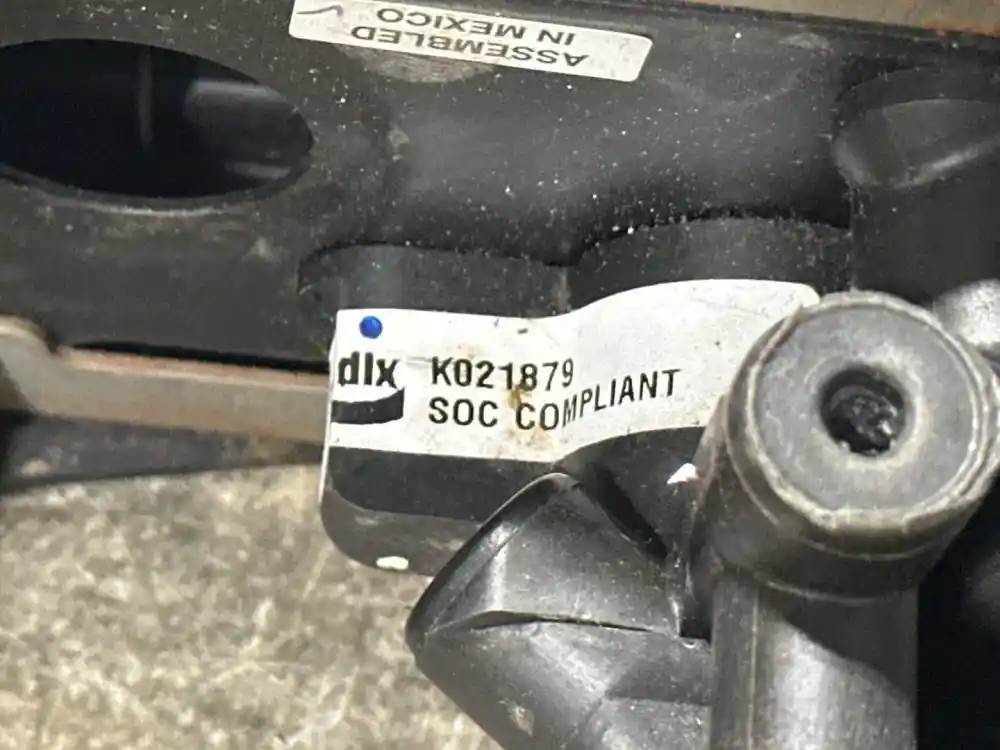 ASSEMBLED
IN MEXICO
dlx K021879
SOC COMPLIANT